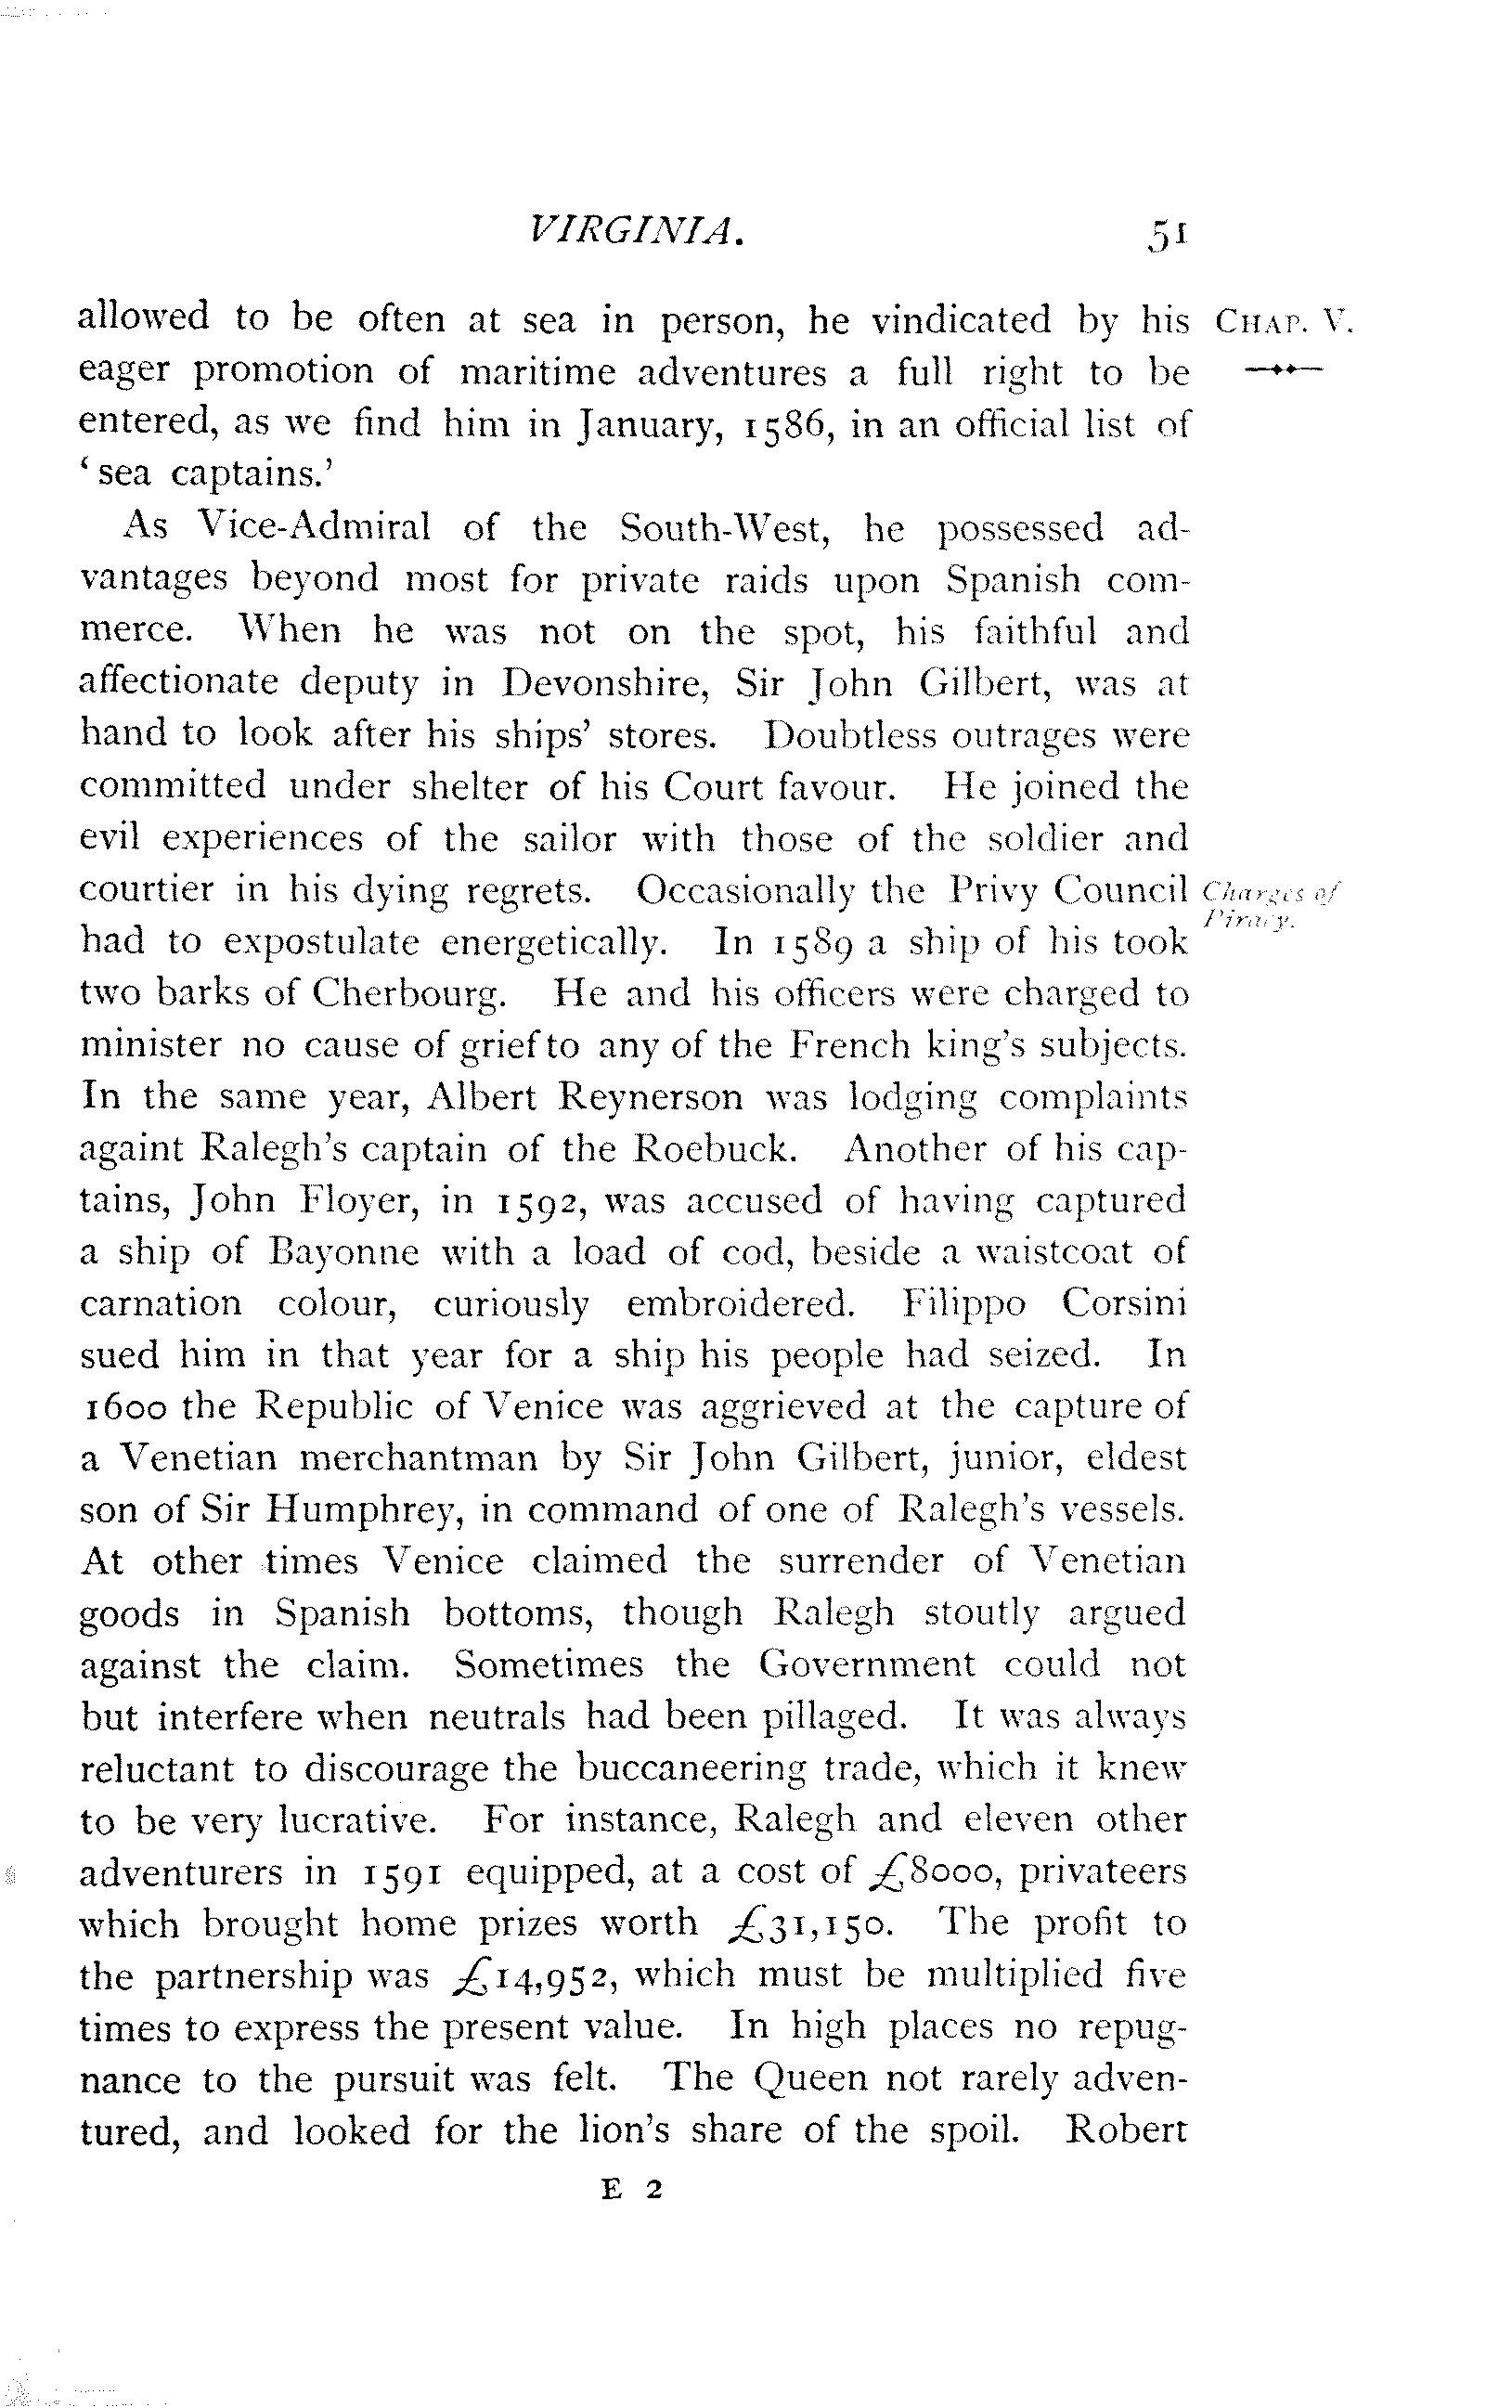 VIRGINIA. 51
allowed to be often at sea in person, he vindicated by his CHAP. V.
eager promotion of maritime adventures a full right to be
entered, as we find him in January, 1586, in an official list of
‘sea captains.’
As Vice-Admiral of the South-West, he possessed ad-
vantages beyond most for private raids upon Spanish com-
merce. When he was not on the spot, his faithful and
affectionate deputy in Devonshire, Sir John Gilbert, was at
hand to look after his ships’ stores. Doubtless outrages were
committed under shelter of his Court favour. He joined the
evil experiences of the sailor with those of the soldier and
courtier in his dying regrets. Occasionally the Privy Council
Charges of
Piracy.
had to expostulate energetically. In 1589 a ship of his took
two barks of Cherbourg. He and his officers were charged to
minister no cause of grief to any of the French king’s subjects.
In the same year, Albert Reynerson was lodging complaints
againt Ralegh’s captain of the Roebuck. Another of his cap-
tains, John Floyer, in 1592, was accused of having captured
a ship of Bayonne with a load of cod, beside a waistcoat of
carnation colour, curiously embroidered. Filippo Corsini
sued him in that year for a ship his people had seized. In
1600 the Republic of Venice was aggrieved at the capture of
a Venetian merchantman by Sir John Gilbert, junior, eldest
son of Sir Humphrey, in command of one of Ralegh’s vessels.
At other times Venice claimed the surrender of Venetian
goods in Spanish bottoms, though Ralegh stoutly argued
against the claim. Sometimes the Government could not
but interfere when neutrals had been pillaged. It was always
reluctant to discourage the buccaneering trade, which it knew
to be very lucrative. For instance, Ralegh and eleven other
adventurers in 1591 equipped, at a cost of £8000, privateers
which brought home prizes worth £31,150. The profit to
the partnership was £14,952, which must be multiplied five
times to express the present value. In high places no repug-
nance to the pursuit was felt. The Queen not rarely adven-
tured, and looked for the lion’s share of the spoil. Robert
E 2